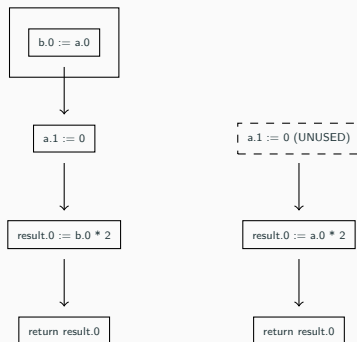 b.0 := a.0
a.1 := 0
result.0 := b.0 * 2
return result.0
a.1 := 0 (UNUSED)
result.0 := a.0 * 2
return result.0